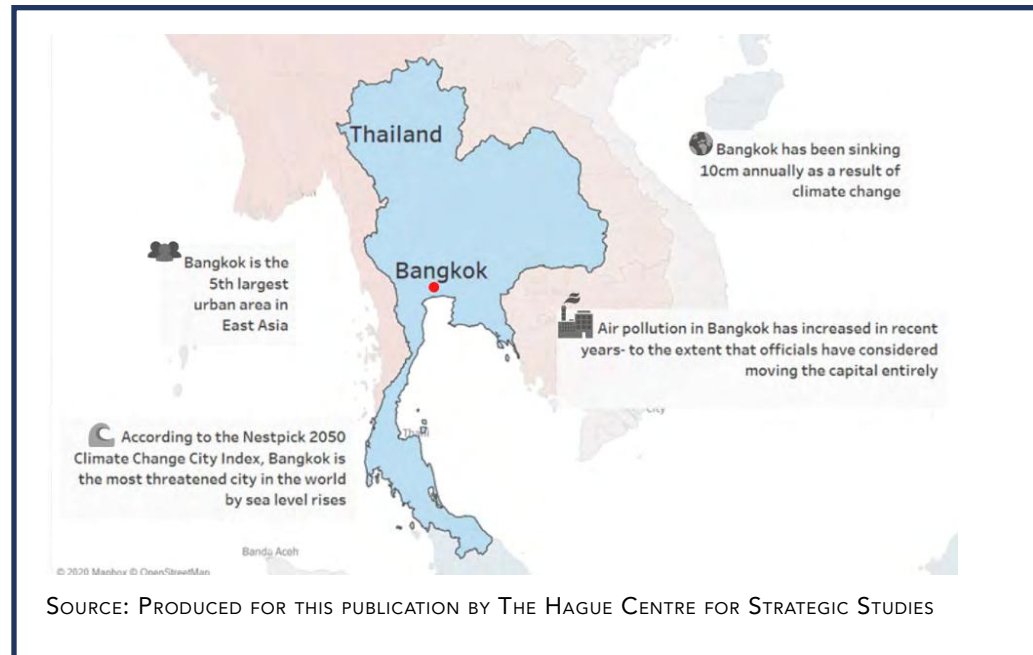 Thailand
Bangkok has been sinking
10cm annually as a result of
climate change
Bangkok is the
5th largest
urban area in
East Asia
Bangkok
Air pollution in Bangkok has increased in recent
years- to the extent that officials have considered
moving the capital entirely
City
According to the Nestpick 2050
Climate Change City Index, Bangkok is
the most threatened city in the world
by sea level rises
Banda Aceh
© 2020 Mapbox © OpenStreetMap
SOURCE: PRODUCED FOR THIS PUBLICATION BY THE HAGUE CENTRE FOR STRATEGIC STUDIES